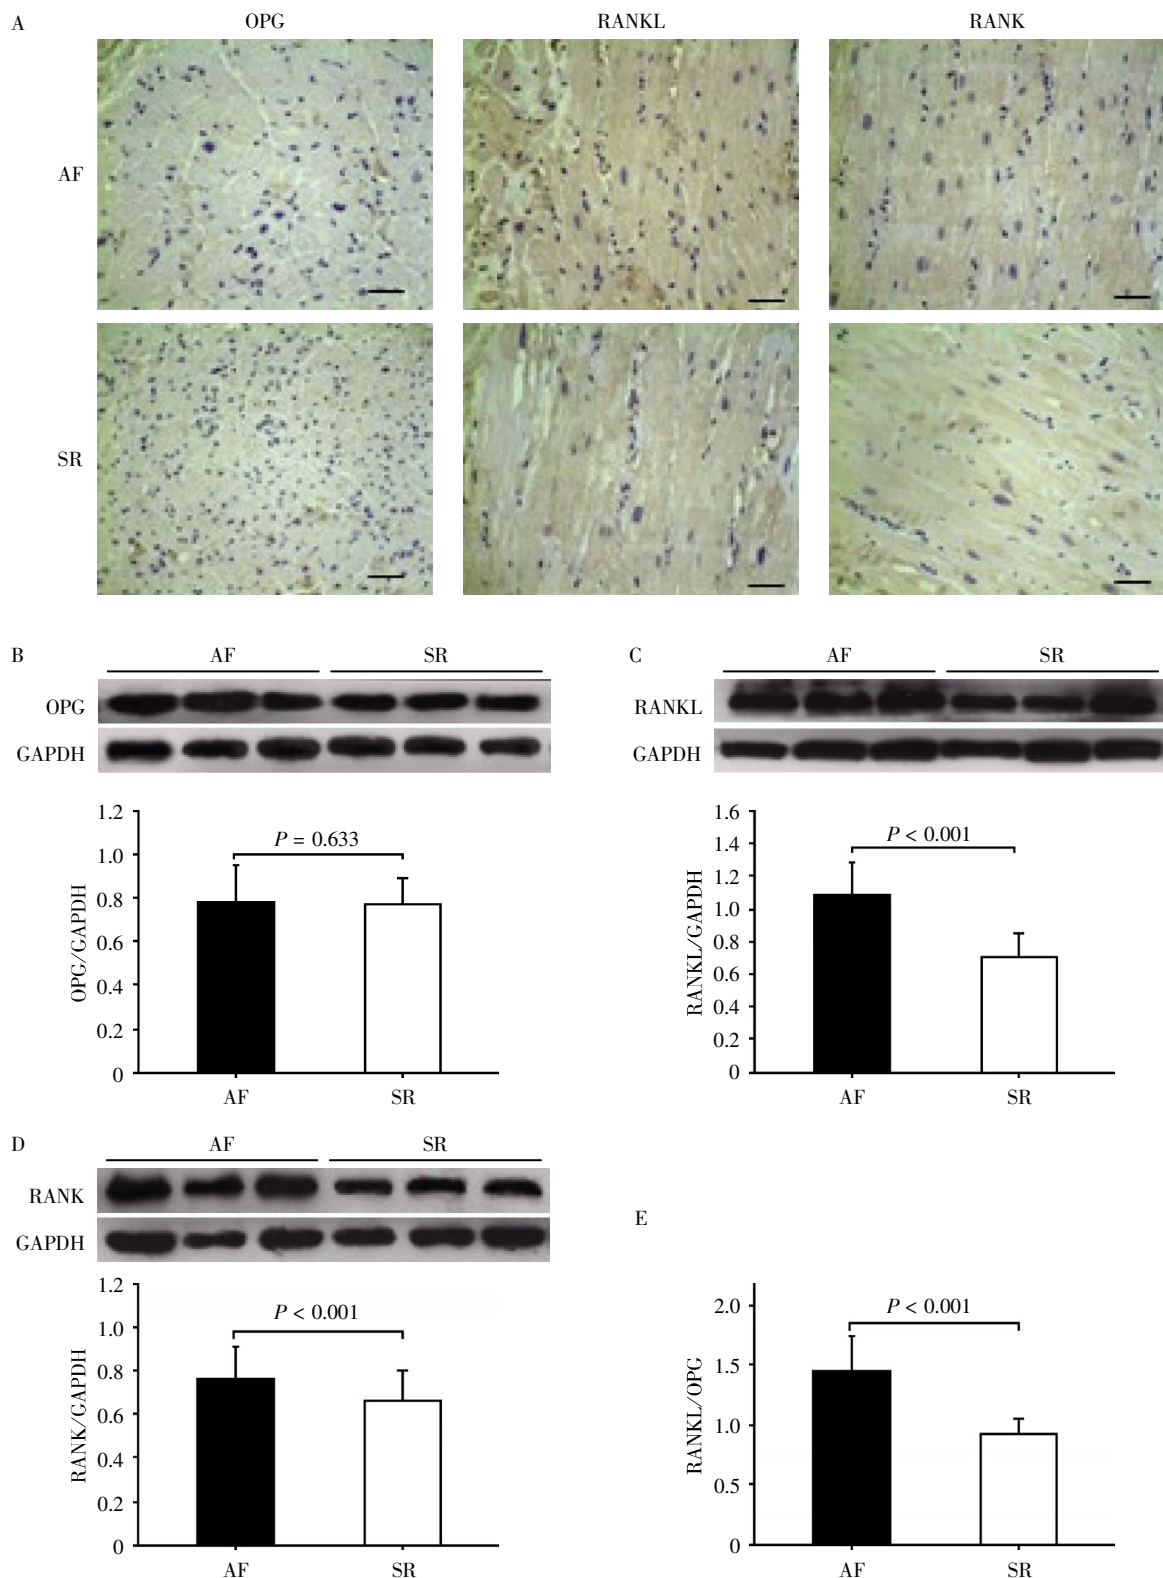 A
OPG RANKL RANK
AF
SR
B
AF SR
OPG
GAPDH
1.2
1.0
0.8
0.6
0.4
0.2
0
OPG/GAPDH
P = 0.633
AF SR
C
AF SR
RANKL
GAPDH
1.6
1.4
1.2
1.0
0.8
0.6
0.4
0.2
0
RANKL/GAPDH
P < 0.001
AF SR
D
AF SR
RANK
GAPDH
1.2
1.0
0.8
0.6
0.4
0.2
0
RANK/GAPDH
P < 0.001
AF SR
E
2.0
1.5
1.0
0.5
0
RANKL/OPG
P < 0.001
AF SR